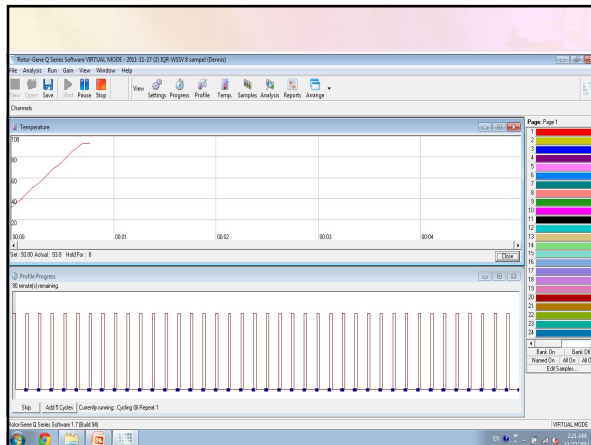 Rotor-Gene Q Series Software VIRTUAL MODE - 2011-11-27 (2) IQR-WSSV 8 sampel (Dennis)
File Analysis Run Gain View Window Help
New Open Save Start Pause Stop View Settings Progress Profile Temp. Samples Analysis Reports Arrange
Channels
Page: Page 1
Temperature
100
80
60
40
20
00:00 00:01 00:02 00:03 00:04
Set : 93.00 Actual : 93.0 Hold For : 8
Close
Profile Progress
90 minute(s) remaining.
1
2
3
4
5
6
7
8
9
10
11
12
13
14
15
16
17
18
19
20
21
22
23
24
Bank On Bank Off
Named On All On All O
Edit Samples...
Skip Add 5 Cycles Currently running : Cycling @ Repeat 1
Rotor-Gene Q Series Software 1.7 (Build 94) VIRTUAL MODE
EN 2:21 AM